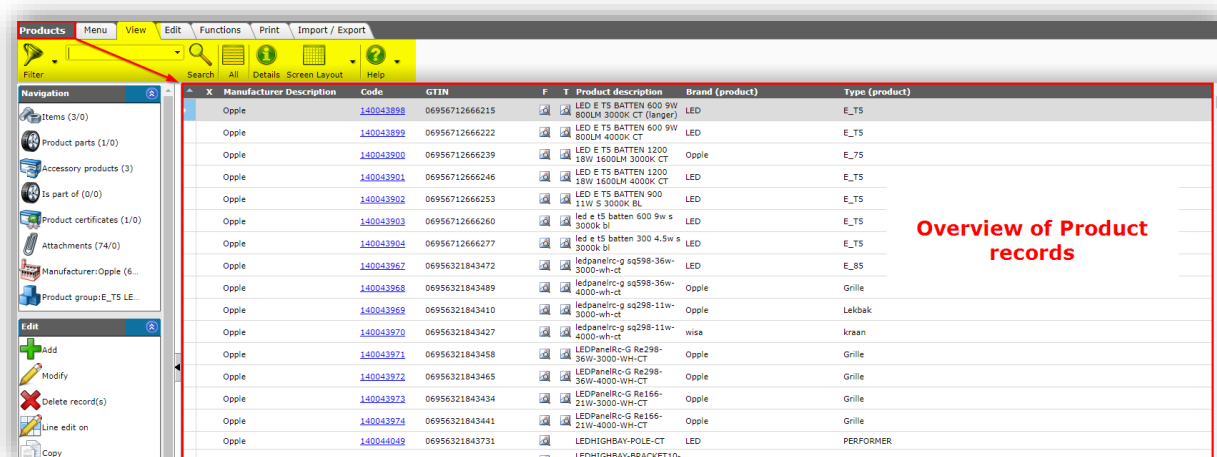 Products Menu View Edit Functions Print Import / Export
Filter Search All Details Screen Layout Help
Navigation
Items (3/0)
Product parts (1/0)
Accessory products (3)
Is part of (0/0)
Product certificates (1/0)
Attachments (74/0)
Manufacturer:Opple (6...
Product group:E_T5 LE...
Edit
Add
Modify
Delete record(s)
Line edit on
Copy
X Manufacturer Description Code GTIN F T Product description Brand (product) Type (product)
Opple 140043898 06956712666215 LED E T5 BATTEN 600 9W LED E_T5
800LM 3000K CT (langer)
Opple 140043899 06956712666222 LED E T5 BATTEN 600 9W LED E_T5
800LM 4000K CT
Opple 140043900 06956712666239 LED E T5 BATTEN 1200 Opple E_75
18W 1600LM 3000K CT
Opple 140043901 06956712666246 LED E T5 BATTEN 1200 LED E_T5
18W 1600LM 4000K CT
Opple 140043902 06956712666253 LED E T5 BATTEN 900 LED E_T5
11W S 3000K BL
Opple 140043903 06956712666260 led e t5 batten 600 9w s LED E_T5
3000k bl
Opple 140043904 06956712666277 led e t5 batten 300 4.5w s LED E_T5
3000k bl
Opple 140043967 06956321843472 ledpanelrc-g sq598-36w- LED E_85
3000-wh-ct
Opple 140043968 06956321843489 ledpanelrc-g sq598-36w- Opple Grille
4000-wh-ct
Opple 140043969 06956321843410 ledpanelrc-g sq298-11w- Opple Lekbak
3000-wh-ct
Opple 140043970 06956321843427 ledpanelrc-g sq298-11w- wisa kraan
4000-wh-ct
Opple 140043971 06956321843458 LEDPanelRc-G Re298- Opple Grille
36W-3000-WH-CT
Opple 140043972 06956321843465 LEDPanelRc-G Re298- Opple Grille
36W-4000-WH-CT
Opple 140043973 06956321843434 LEDPanelRc-G Re166- Opple Grille
21W-3000-WH-CT
Opple 140043974 06956321843441 LEDPanelRc-G Re166- Opple Grille
21W-4000-WH-CT
Opple 140044049 06956321843731 LEDHIGHBAY-POLE-CT LED PERFORMER
LEDHIGHBAY-BRACKET10-
Overview of Product
records